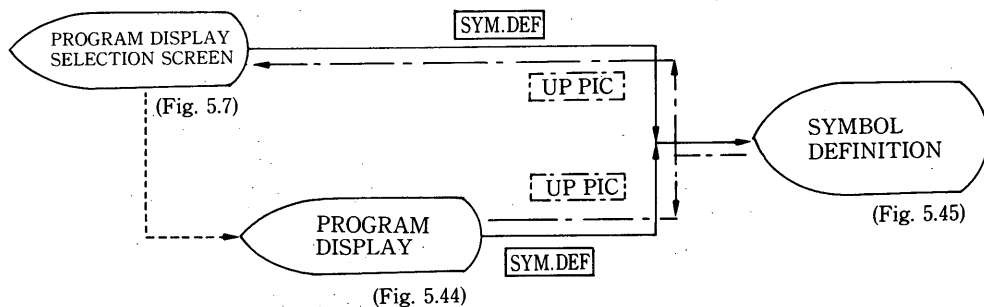 SYM.DEF
PROGRAM DISPLAY
SELECTION SCREEN
(Fig. 5.7)
UP PIC
SYMBOL
DEFINITION
(Fig. 5.45)
UP PIC
PROGRAM
DISPLAY
SYM.DEF
(Fig. 5.44)